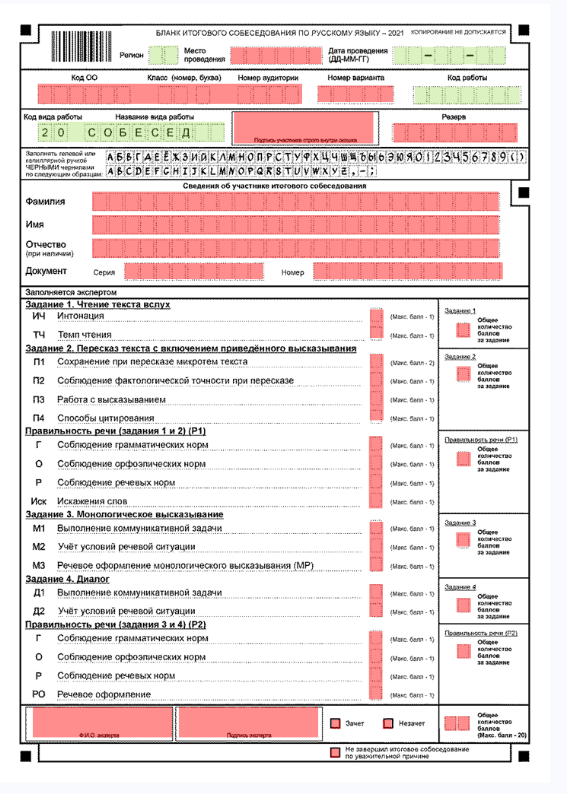 БЛАНК ИТОГОВОГО СОБЕСЕДОВАНИЯ ПО РУССКОМУ ЯЗЫКУ – 2021 КОПИРОВАНИЕ НЕ ДОПУСКАЕТСЯ
Регион Место проведения Дата проведения (ДД-ММ-ГГ) – –
Код ОО Класс (номер, буква) Номер аудитории Номер варианта Код работы
Код вида работы Название вида работы Резерв
20 СОБЕСЕД
Подпись участника строго внутри окошка
Заполнять гелевой или капиллярной ручкой ЧЕРНЫМИ чернилами по следующим образцам:
АБВГДЕЁЖЗИЙКЛМНОПРСТУФХЦЧШЩЪЫЬЭЮЯ0123456789()
ABCDEFGHIJKLMNOPQRSTUVWXYZ,-;
Сведения об участнике итогового собеседования
Фамилия
Имя
Отчество
(при наличии)
Документ Серия Номер
Заполняется экспертом
Задание 1. Чтение текста вслух
ИЧ Интонация (Макс. балл - 1)
ТЧ Темп чтения (Макс. балл - 1)
Задание 1
Общее количество баллов за задание
Задание 2. Пересказ текста с включением приведённого высказывания
П1 Сохранение при пересказе микротем текста (Макс. балл - 2)
П2 Соблюдение фактологической точности при пересказе (Макс. балл - 1)
П3 Работа с высказыванием (Макс. балл - 1)
П4 Способы цитирования (Макс. балл - 1)
Задание 2
Общее количество баллов за задание
Правильность речи (задания 1 и 2) (Р1)
Г Соблюдение грамматических норм (Макс. балл - 1)
О Соблюдение орфоэпических норм (Макс. балл - 1)
Р Соблюдение речевых норм (Макс. балл - 1)
Иск Искажения слов (Макс. балл - 1)
Правильность речи (Р1)
Общее количество баллов за задание
Задание 3. Монологическое высказывание
М1 Выполнение коммуникативной задачи (Макс. балл - 1)
М2 Учёт условий речевой ситуации (Макс. балл - 1)
М3 Речевое оформление монологического высказывания (МР) (Макс. балл - 1)
Задание 3
Общее количество баллов за задание
Задание 4. Диалог
Д1 Выполнение коммуникативной задачи (Макс. балл - 1)
Д2 Учёт условий речевой ситуации (Макс. балл - 1)
Задание 4
Общее количество баллов за задание
Правильность речи (задания 3 и 4) (Р2)
Г Соблюдение грамматических норм (Макс. балл - 1)
О Соблюдение орфоэпических норм (Макс. балл - 1)
Р Соблюдение речевых норм (Макс. балл - 1)
РО Речевое оформление (Макс. балл - 1)
Правильность речи (Р2)
Общее количество баллов за задание
Ф.И.О. эксперта Подпись эксперта Зачет Незачет
Общее количество баллов (Макс. балл - 20)
Не завершил итоговое собеседование
по уважительной причине